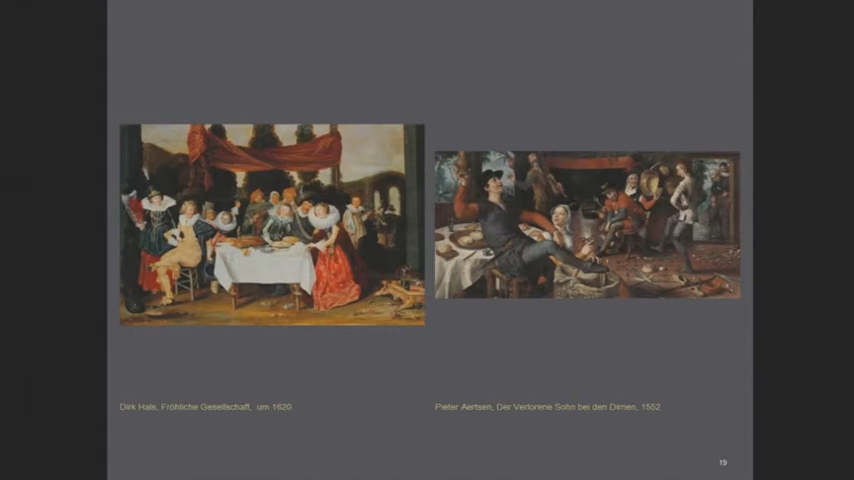 Dirk Hals, Fröhliche Gesellschaft, um 1620
Pieter Aertsen, Der Verlorene Sohn bei den Dirnen, 1552
19